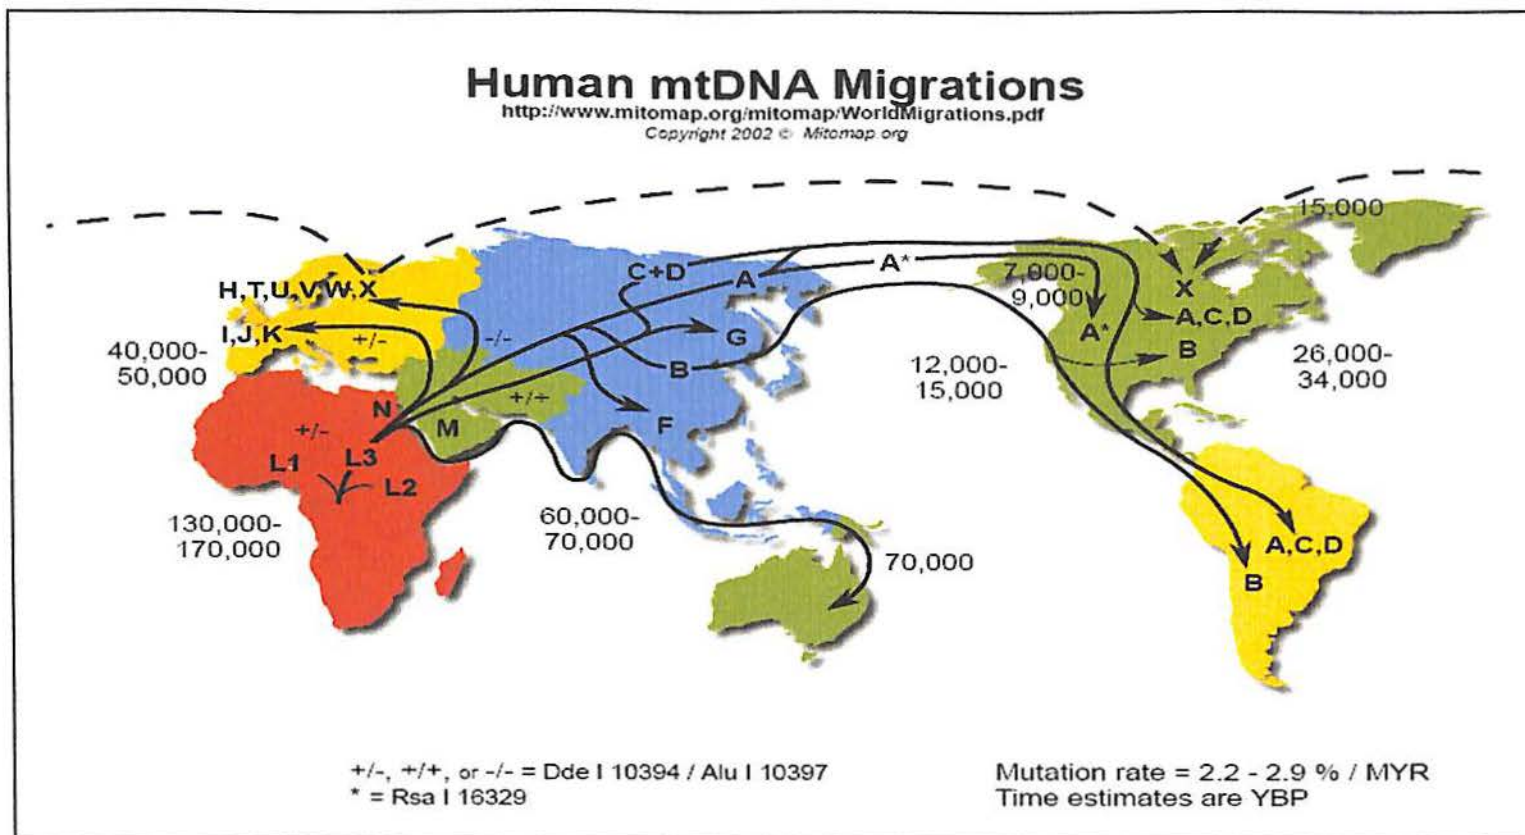 Human mtDNA Migrations
http://www.mitomap.org/mitomap/WorldMigrations.pdf
Copyright 2002 © Mitomap.org
15,000
C+D
A
A*
7,000-
9,000
X
H,T,U,V,W,X
A,C,D
I,J,K
+/-
-/-
G
A*
B
40,000-
50,000
B
12,000-
15,000
26,000-
34,000
N
+/+
+/-
M
F
L1
L3
L2
130,000-
170,000
60,000-
70,000
70,000
A,C,D
B
+/-, +/+, or -/- = Dde I 10394 / Alu I 10397
* = Rsa I 16329
Mutation rate = 2.2 - 2.9 % / MYR
Time estimates are YBP